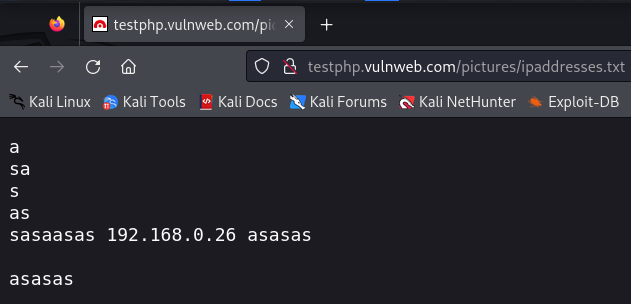 testphp.vulnweb.com/pic
testphp.vulnweb.com/pictures/ipaddresses.txt
Kali Linux
Kali Tools
Kali Docs
Kali Forums
Kali NetHunter
Exploit-DB
a
sa
s
as
sasaasas 192.168.0.26 asasas
asasas